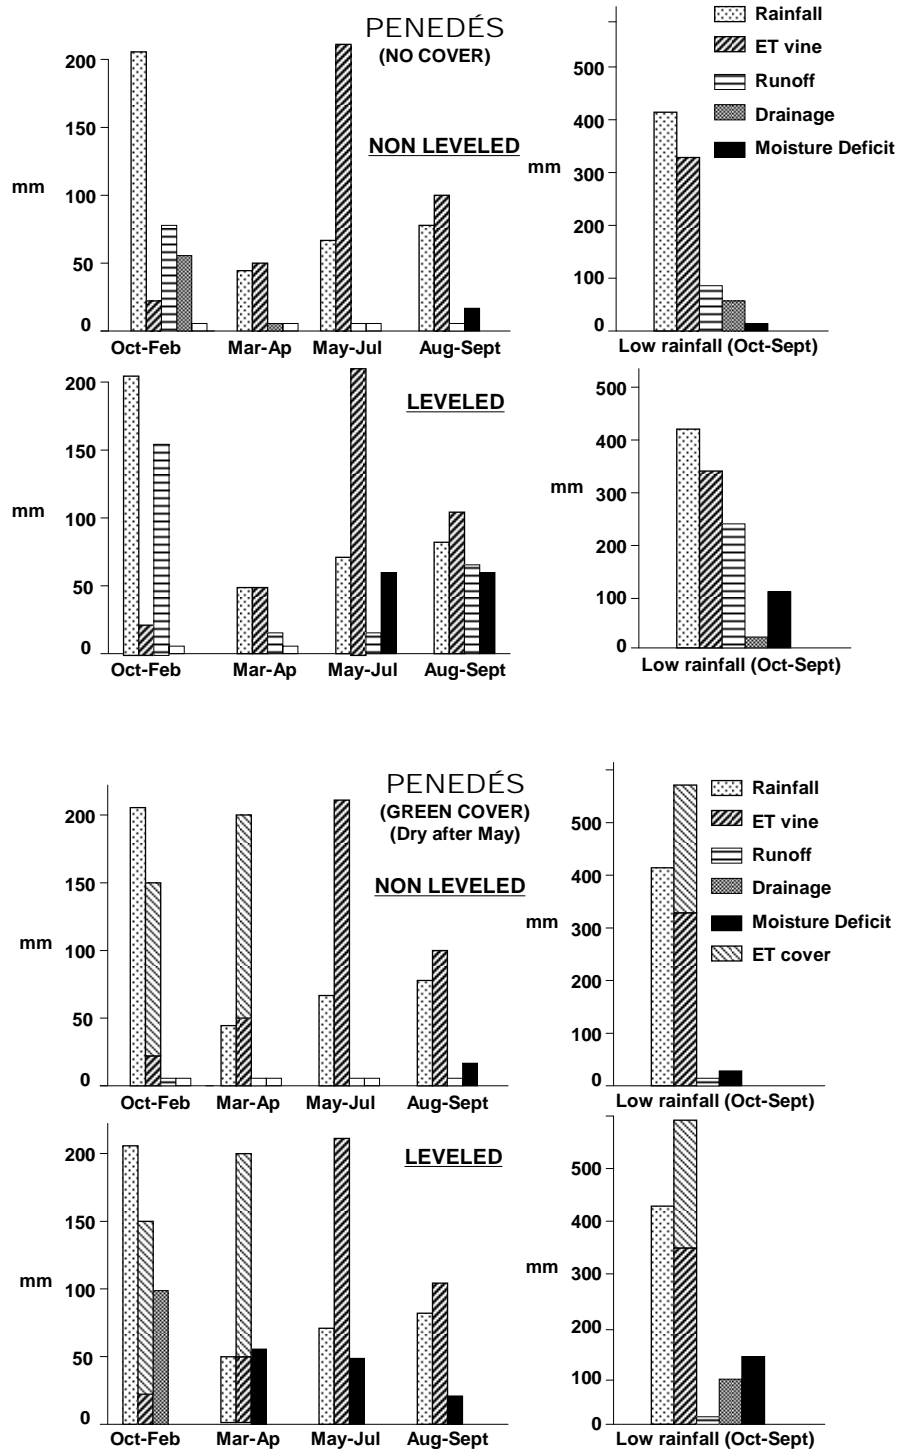 PENEDÉS
(NO COVER)
NON LEVELED
mm
200
150
100
50
0
Oct-Feb
Mar-Ap
May-Jul
Aug-Sept
mm
500
400
300
200
100
0
Low rainfall (Oct-Sept)
Rainfall
ET vine
Runoff
Drainage
Moisture Deficit
LEVELED
mm
200
150
100
50
0
Oct-Feb
Mar-Ap
May-Jul
Aug-Sept
mm
500
400
300
200
100
0
Low rainfall (Oct-Sept)
PENEDÉS
(GREEN COVER)
(Dry after May)
NON LEVELED
mm
200
150
100
50
0
Oct-Feb
Mar-Ap
May-Jul
Aug-Sept
mm
500
400
300
200
100
0
Low rainfall (Oct-Sept)
Rainfall
ET vine
Runoff
Drainage
Moisture Deficit
ET cover
LEVELED
mm
200
150
100
50
0
Oct-Feb
Mar-Ap
May-Jul
Aug-Sept
mm
500
400
300
200
100
0
Low rainfall (Oct-Sept)